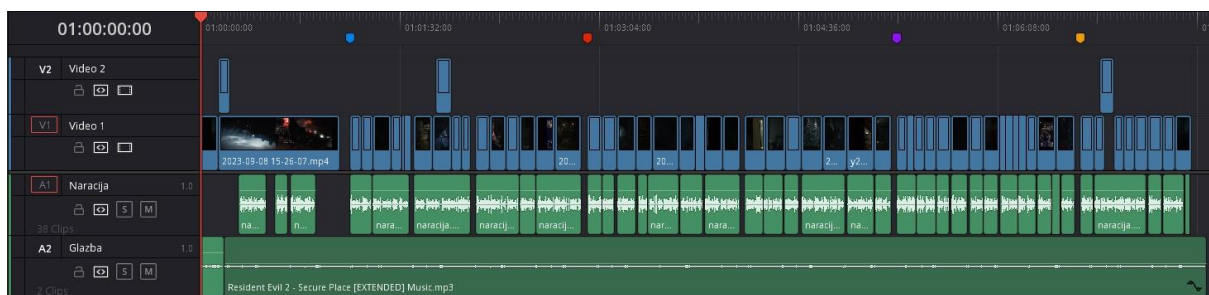 01:00:00:00
01:00:00:00 01:01:32:00 01:03:04:00 01:04:36:00 01:06:08:00
V2 Video 2
V1 Video 1
2023-09-08 15-26-07.mp4 20... 20... 2... y2...
A1 Naracija 1.0
S M
38 Clips
na... n... nara... naracija.... naracij... naracij... nar... nara... naracij... na... naracija....
A2 Glazba 1.0
S M
2 Clips
Resident Evil 2 - Secure Place [EXTENDED] Music.mp3